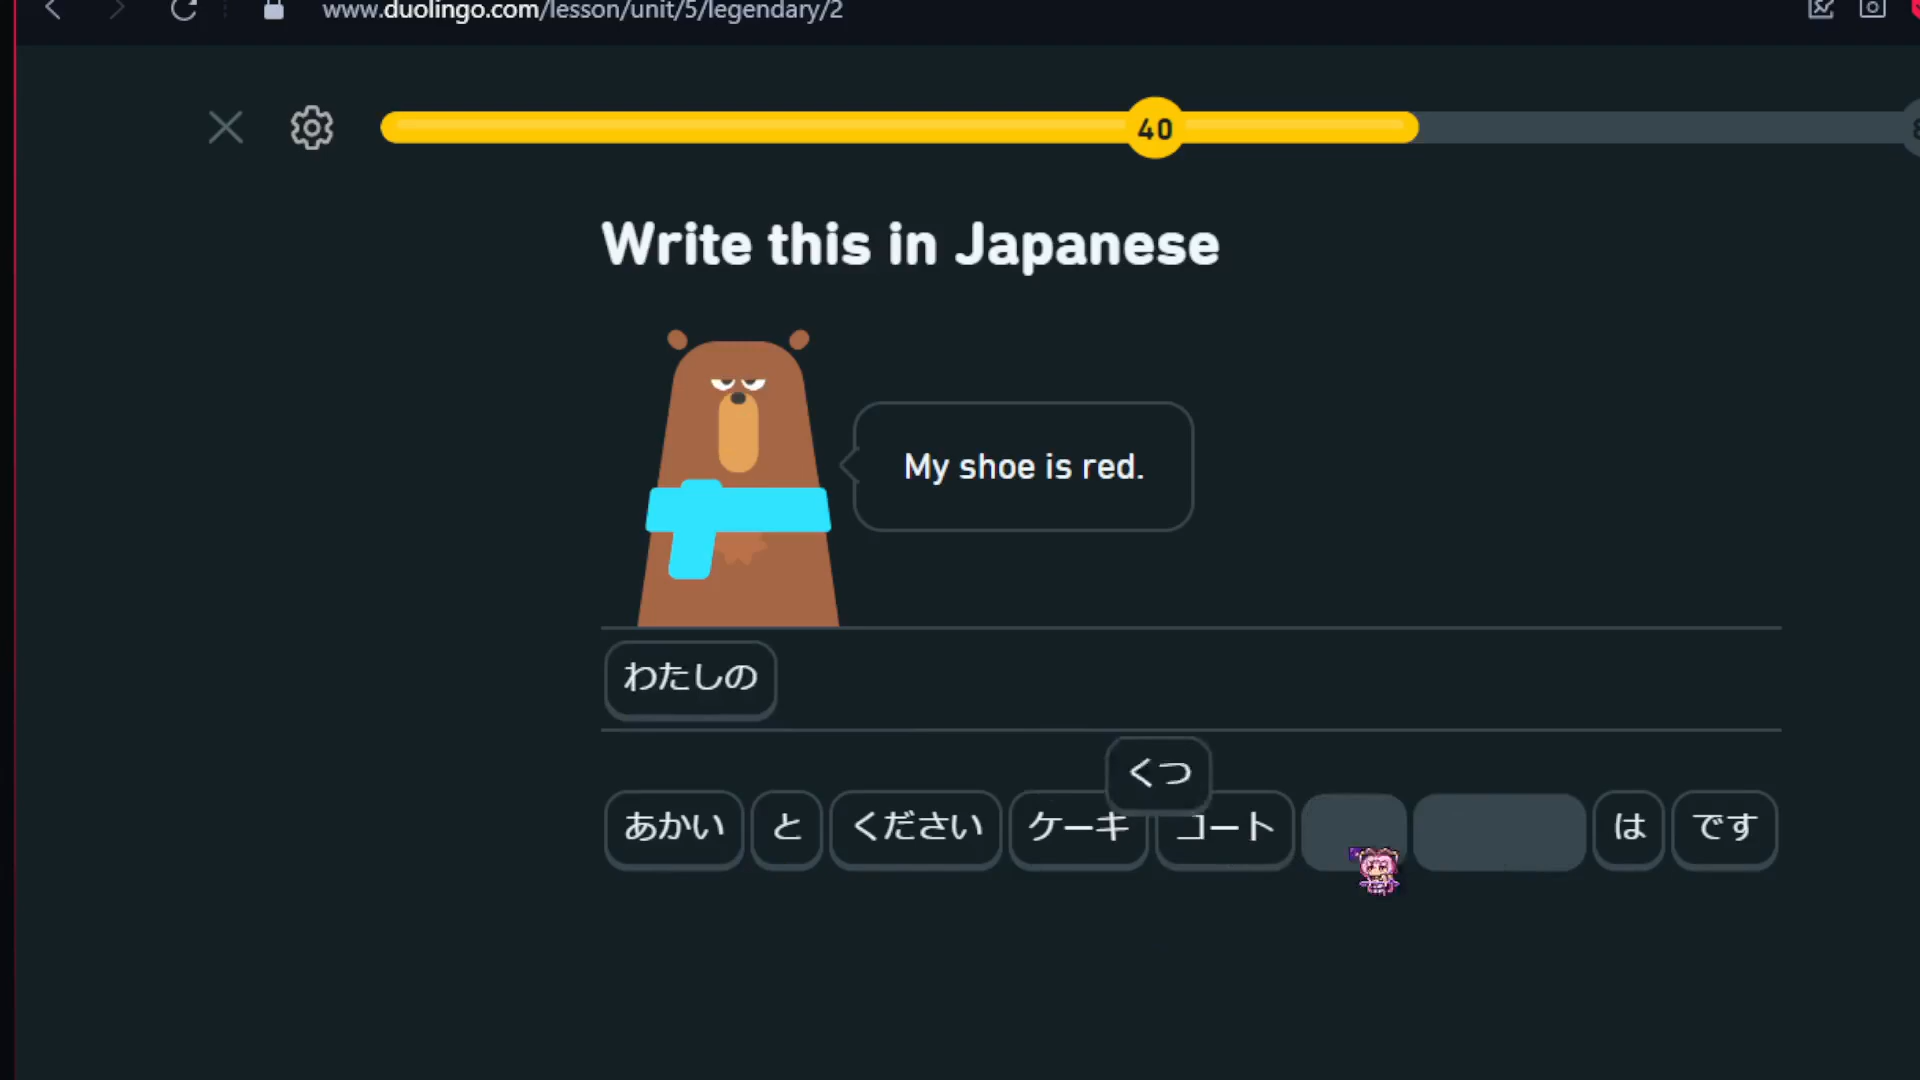 www.duolingo.com/lesson/unit/5/legendary/2
40
Write this in Japanese
My shoe is red.
わたしの
くつ
あかい と ください ケーキ コート は です